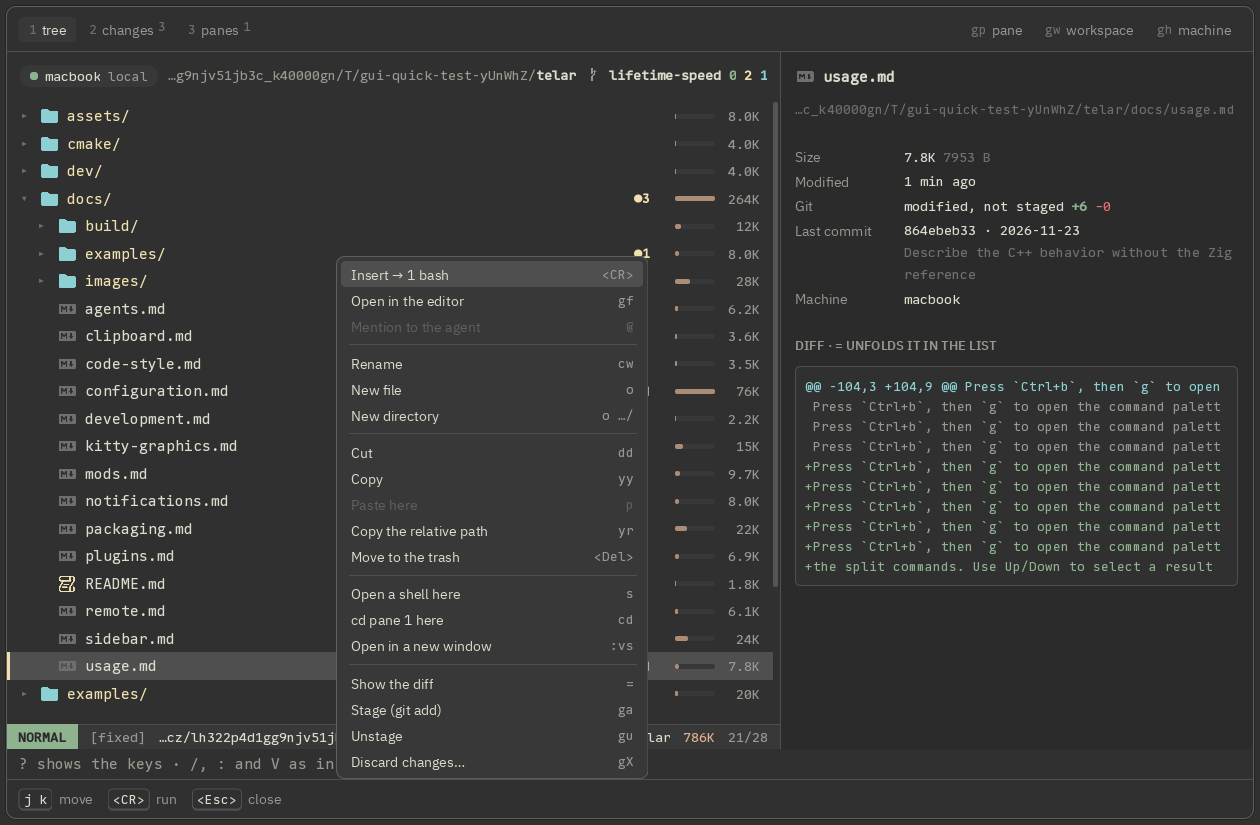 1 tree 2 changes 3 3 panes 1 gp pane gw workspace gh machine
macbook local …g9njv51jb3c_k40000gn/T/gui-quick-test-yUnWhZ/telar lifetime-speed 0 2 1
assets/ 8.0K
cmake/ 4.0K
dev/ 4.0K
docs/ 3 264K
build/ 12K
examples/ 1 8.0K
images/ 28K
agents.md 6.2K
clipboard.md 3.6K
code-style.md 3.5K
configuration.md 76K
development.md 2.2K
kitty-graphics.md 15K
mods.md 9.7K
notifications.md 8.0K
packaging.md 22K
plugins.md 6.9K
README.md 1.8K
remote.md 6.1K
sidebar.md 24K
usage.md 7.8K
examples/ 20K
Insert → 1 bash <CR>
Open in the editor gf
Mention to the agent @
Rename cw
New file o
New directory o …/
Cut dd
Copy yy
Paste here p
Copy the relative path yr
Move to the trash <Del>
Open a shell here s
cd pane 1 here cd
Open in a new window :vs
Show the diff =
Stage (git add) ga
Unstage gu
Discard changes… gX
usage.md
…c_k40000gn/T/gui-quick-test-yUnWhZ/telar/docs/usage.md
Size 7.8K 7953 B
Modified 1 min ago
Git modified, not staged +6 -0
Last commit 864ebeb33 · 2026-11-23
Describe the C++ behavior without the Zig
reference
Machine macbook
DIFF · = UNFOLDS IT IN THE LIST
@@ -104,3 +104,9 @@ Press `Ctrl+b`, then `g` to open
Press `Ctrl+b`, then `g` to open the command palett
Press `Ctrl+b`, then `g` to open the command palett
Press `Ctrl+b`, then `g` to open the command palett
+Press `Ctrl+b`, then `g` to open the command palett
+Press `Ctrl+b`, then `g` to open the command palett
+Press `Ctrl+b`, then `g` to open the command palett
+Press `Ctrl+b`, then `g` to open the command palett
+Press `Ctrl+b`, then `g` to open the command palett
+the split commands. Use Up/Down to select a result
NORMAL [fixed] …cz/lh322p4d1gg9njv51j lar 786K 21/28
? shows the keys · /, : and V as in
j k move <CR> run <Esc> close